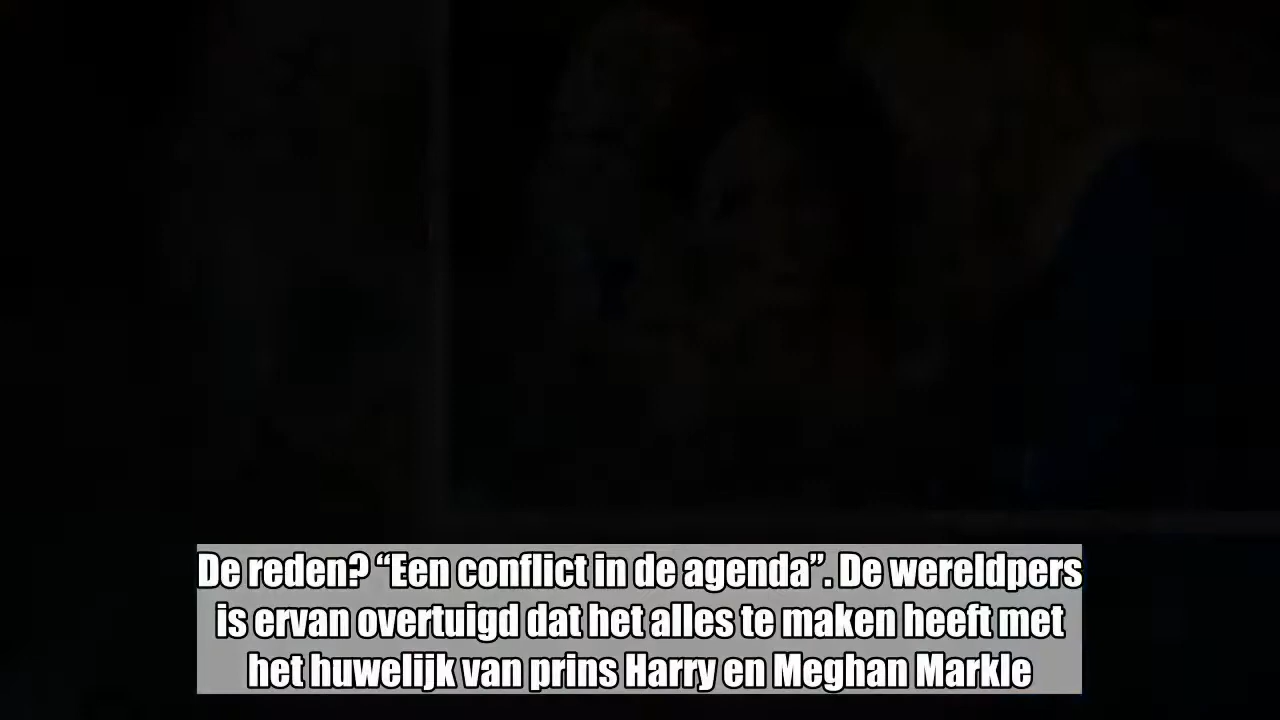 De reden? “Een conflict in de agenda”. De wereldpers
is ervan overtuigd dat het alles te maken heeft met
het huwelijk van prins Harry en Meghan Markle